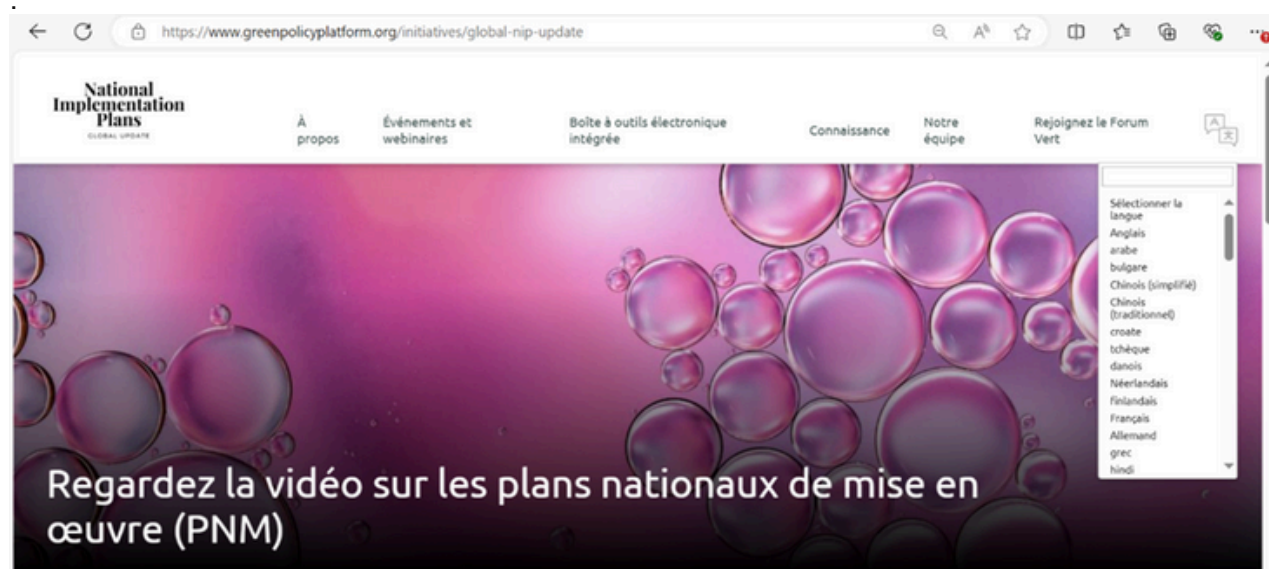 .
https://www.greenpolicyplatform.org/initiatives/global-nip-update
National
Implementation
Plans
GLOBAL UPDATE
À
propos
Événements et
webinaires
Boîte à outils électronique
intégrée
Connaissance
Notre
équipe
Rejoignez le Forum
Vert
Sélectionner la
langue
Anglais
arabe
bulgare
Chinois (simplifié)
Chinois
(traditionnel)
croate
tchèque
danois
Néerlandais
finlandais
Français
Allemand
grec
hindi
Regardez la vidéo sur les plans nationaux de mise en
œuvre (PNM)